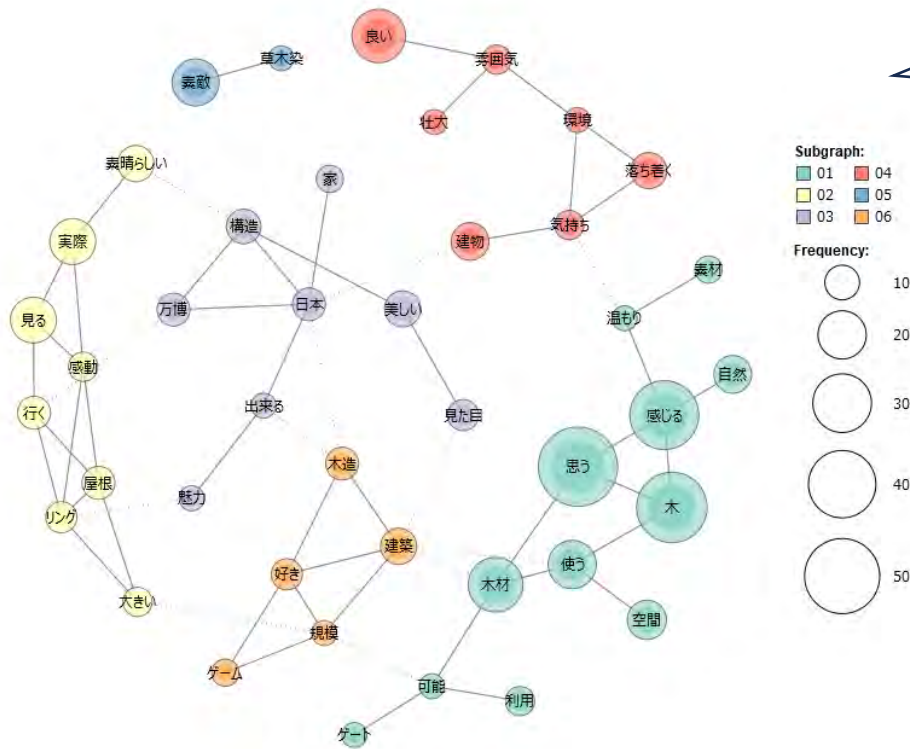 良い
草木染
素敵
雰囲気
壮大
環境
素晴らしい
落ち着く
家
気持ち
構造
建物
実際
素材
万博
日本
美しい
見る
温もり
感動
自然
行く
出来る
見た目
感じる
木造
思う
屋根
魅力
木
リング
建築
使う
好き
木材
大きい
空間
規模
ゲーム
可能
利用
ゲート
Subgraph:
01 04
02 05
03 06
Frequency:
10
20
30
40
50